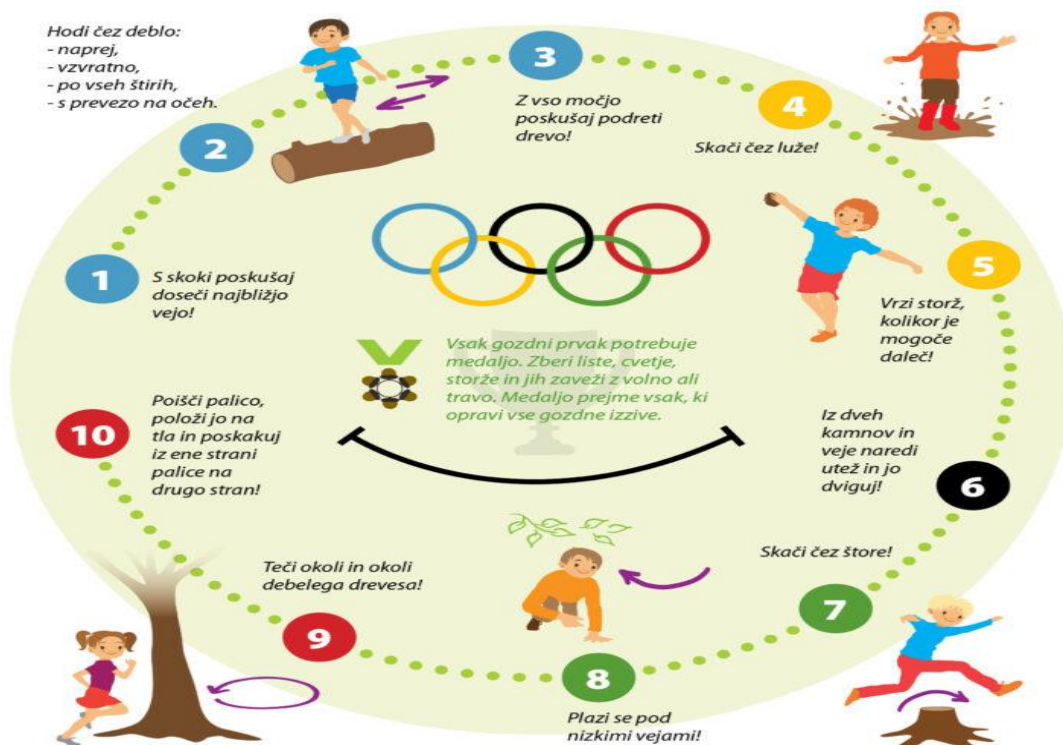 1
S skoki poskušaj
doseči najbližjo
vejo!
2
Hodi čez deblo:
- naprej,
- vzvratno,
- po vseh štirih,
- s prevezo na očeh.
3
Z vso močjo
poskušaj podreti
drevo!
4
Skači čez luže!
5
Vrzi storž,
kolikor je
mogoče
daleč!
6
Iz dveh
kamnov in
veje naredi
utež in jo
dviguj!
7
Skači čez štore!
8
Plazi se pod
nizkimi vejami!
9
Teči okoli in okoli
debelega drevesa!
10
Poišči palico,
položi jo na
tla in poskakuj
iz ene strani
palice na
drugo stran!
Vsak gozdni prvak potrebuje
medaljo. Zberi liste, cvetje,
storže in jih zaveži z volno ali
travo. Medaljo prejme vsak, ki
opravi vse gozdne izzive.